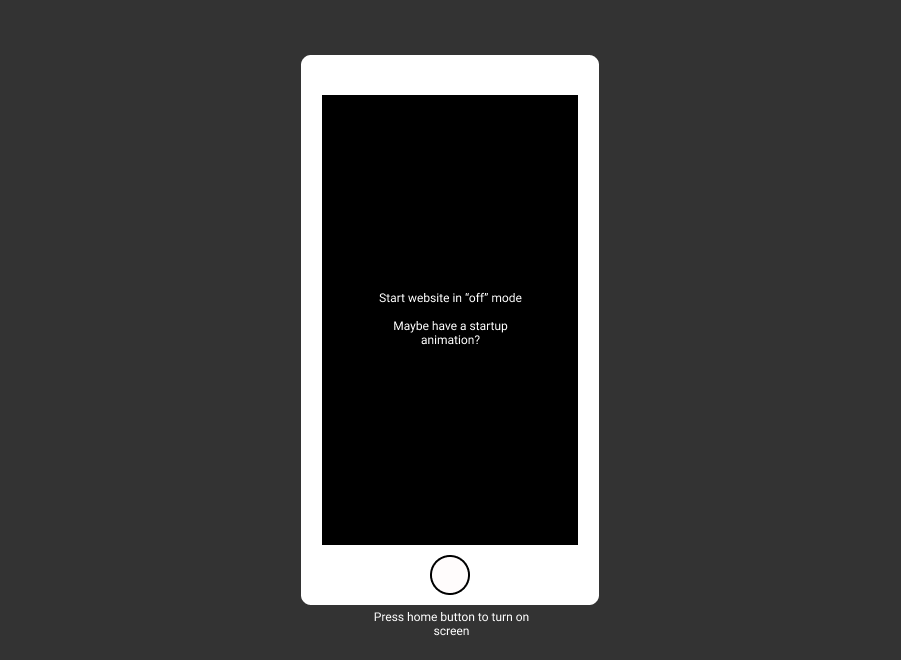 Start website in “off” mode
Maybe have a startup
animation?
Press home button to turn on
screen